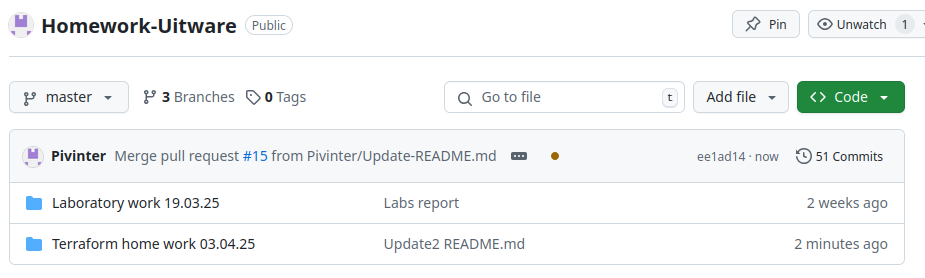 Homework-Uitware Public Pin Unwatch 1
master 3 Branches 0 Tags Go to file t Add file Code
Pivinter Merge pull request #15 from Pivinter/Update-README.md ee1ad14 · now 51 Commits
Laboratory work 19.03.25 Labs report 2 weeks ago
Terraform home work 03.04.25 Update2 README.md 2 minutes ago